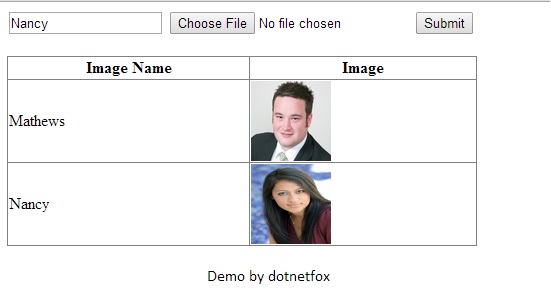 Nancy Choose File No file chosen Submit
Image Name Image
Mathews
Nancy
Demo by dotnetfox